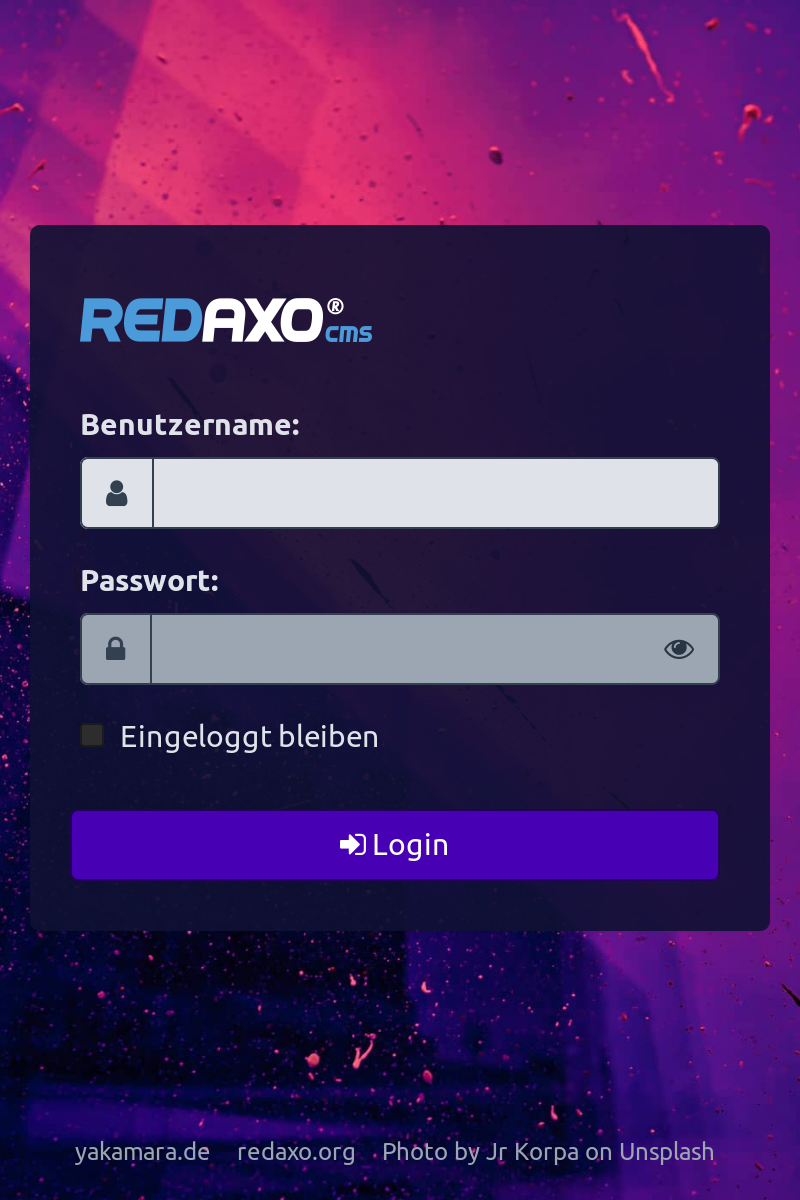 REDAXO® cms
Benutzername:
Passwort:
Eingeloggt bleiben
Login
yakamara.de redaxo.org Photo by Jr Korpa on Unsplash